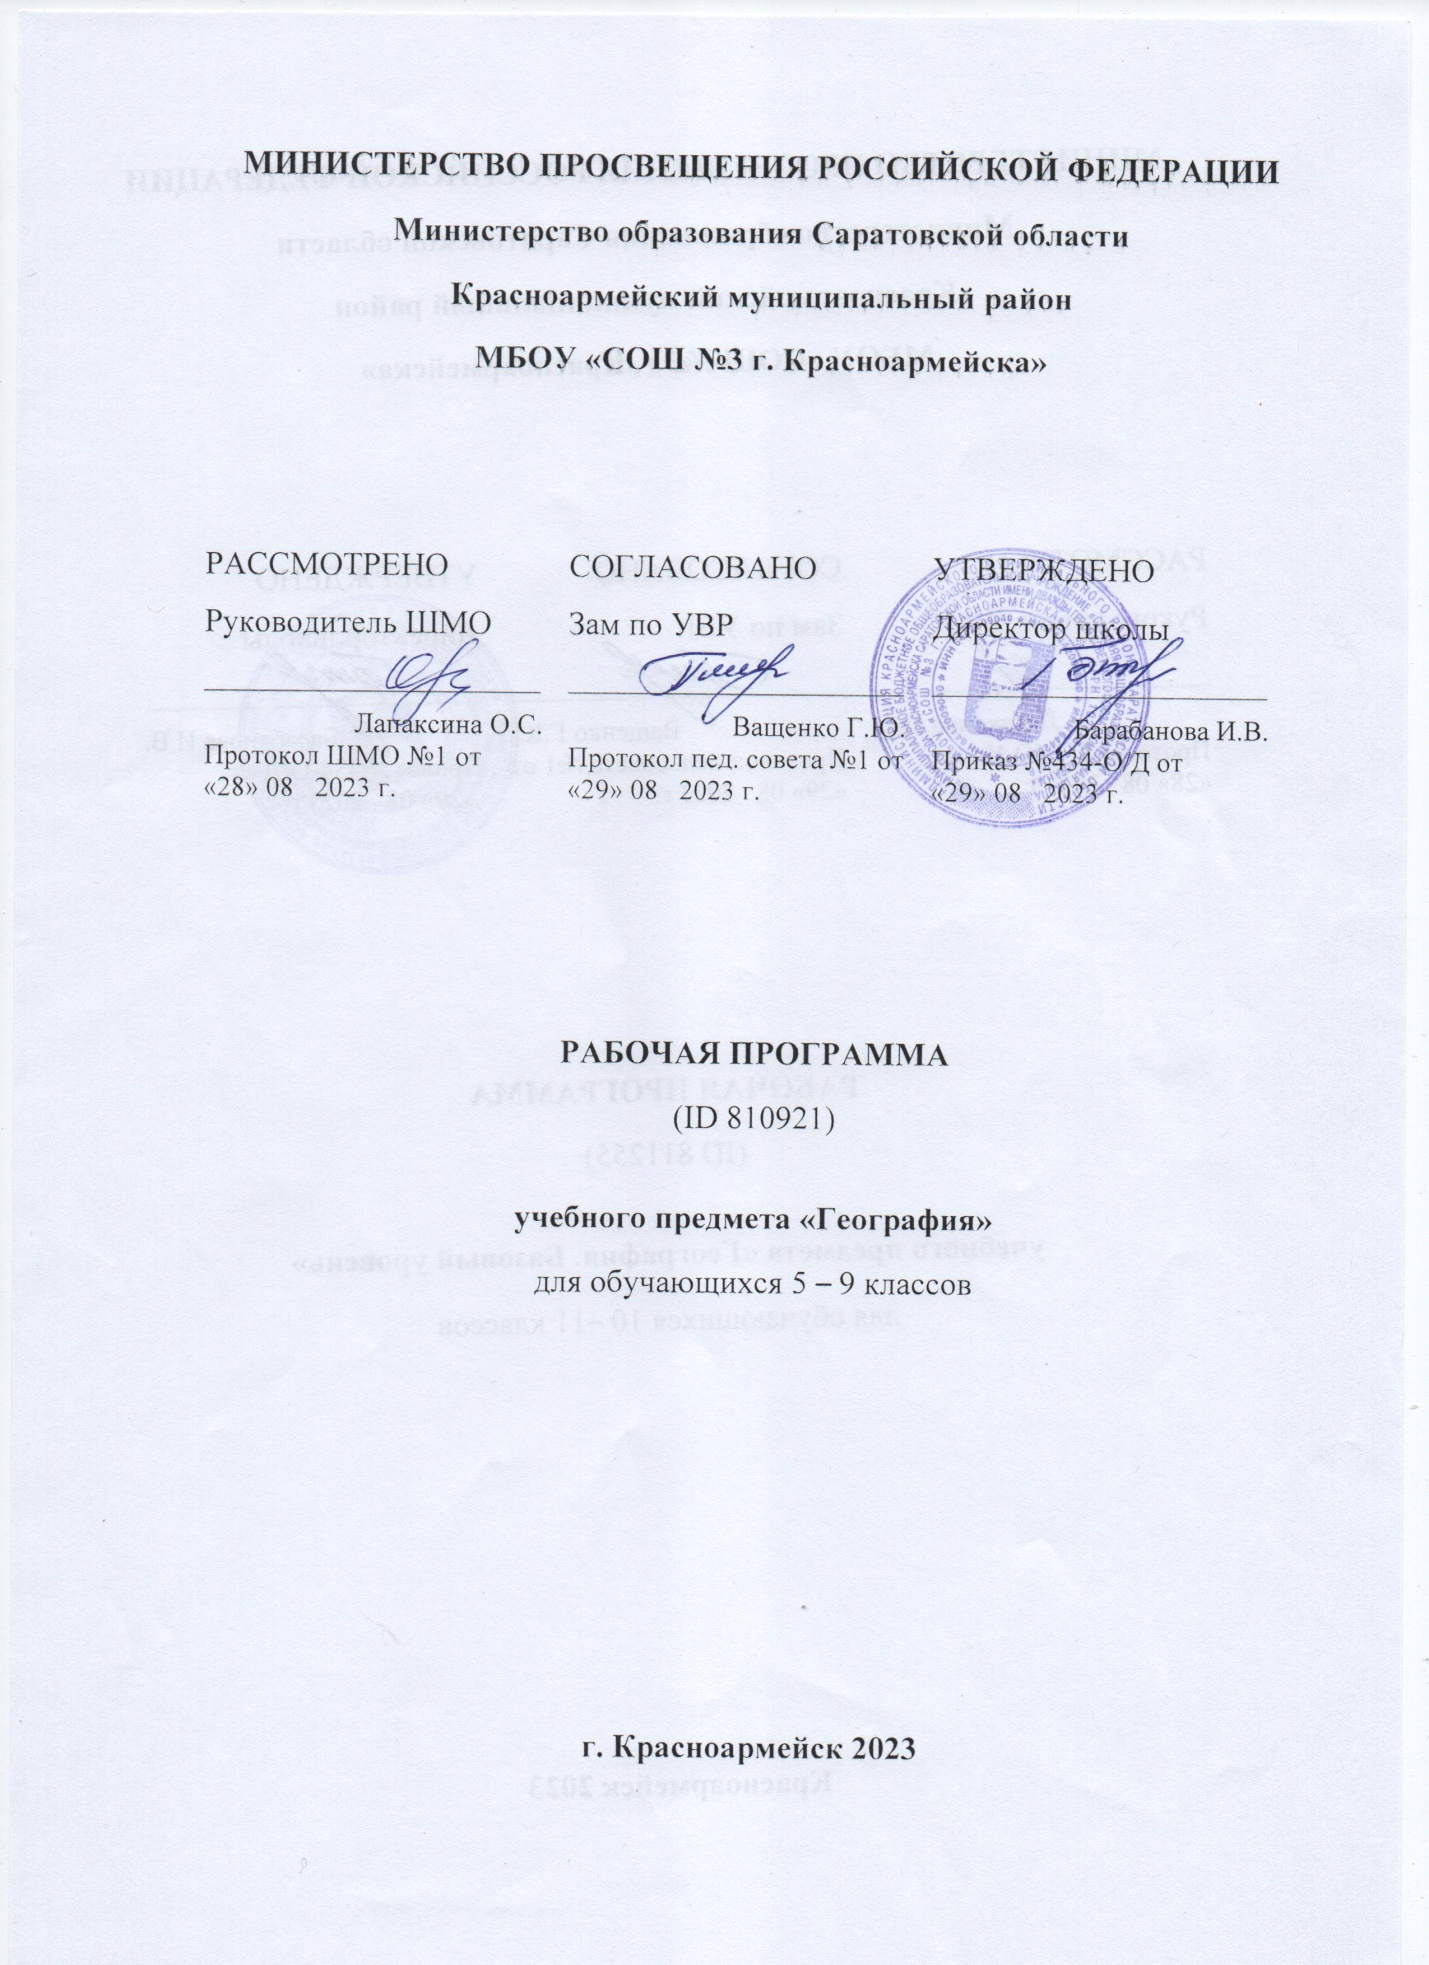 МИНИСТЕРСТВО ПРОСВЕЩЕНИЯ РОССИЙСКОЙ ФЕДЕРАЦИИ
Министерство образования Саратовской области
Красноармейский муниципальный район
МБОУ «СОШ №3 г. Красноармейска»
РАССМОТРЕНО
Руководитель ШМО
Лапаксина О.С.
Протокол ШМО №1 от
«28» 08 2023 г.
СОГЛАСОВАНО
Зам по УВР
Ващенко Г.Ю.
Протокол пед. совета №1 от
«29» 08 2023 г.
УТВЕРЖДЕНО
Директор школы
Барабанова И.В.
Приказ №434-О/Д от
«29» 08 2023 г.
РАБОЧАЯ ПРОГРАММА
(ID 810921)
учебного предмета «География»
для обучающихся 5 – 9 классов
г. Красноармейск 2023